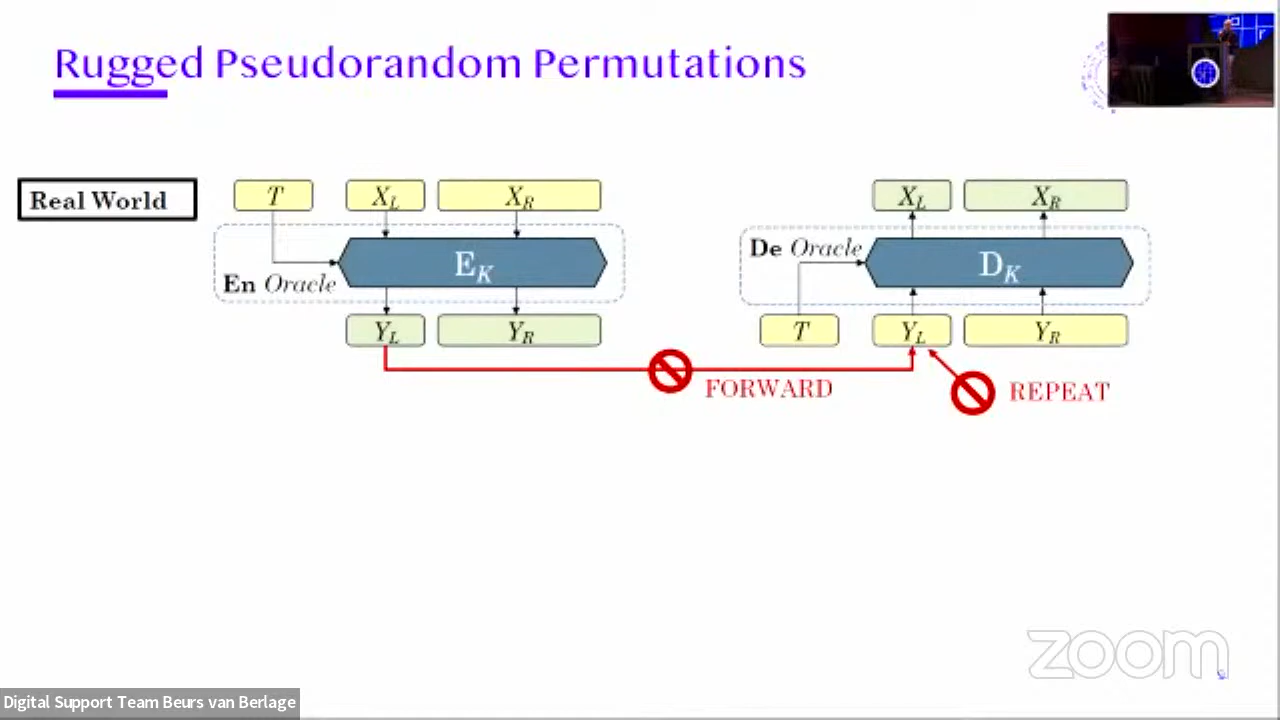 Rugged Pseudorandom Permutations
Real World
T X_L X_R
En Oracle E_K
Y_L Y_R
X_L X_R
De Oracle D_K
T Y_L Y_R
FORWARD
REPEAT
zoom
Digital Support Team Beurs van Berlage